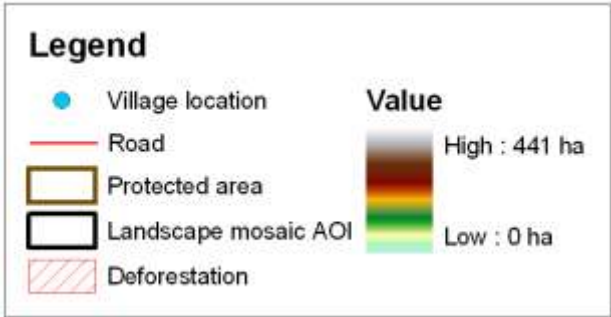 Legend
Village location
Road
Protected area
Landscape mosaic AOI
Deforestation
Value
High : 441 ha
Low : 0 ha